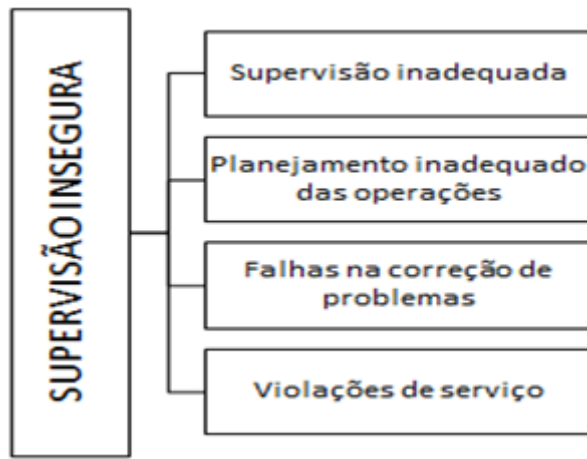 SUPERVISÃO INSEGURA
Supervisão inadequada
Planejamento inadequado
das operações
Falhas na correção de
problemas
Violações de serviço